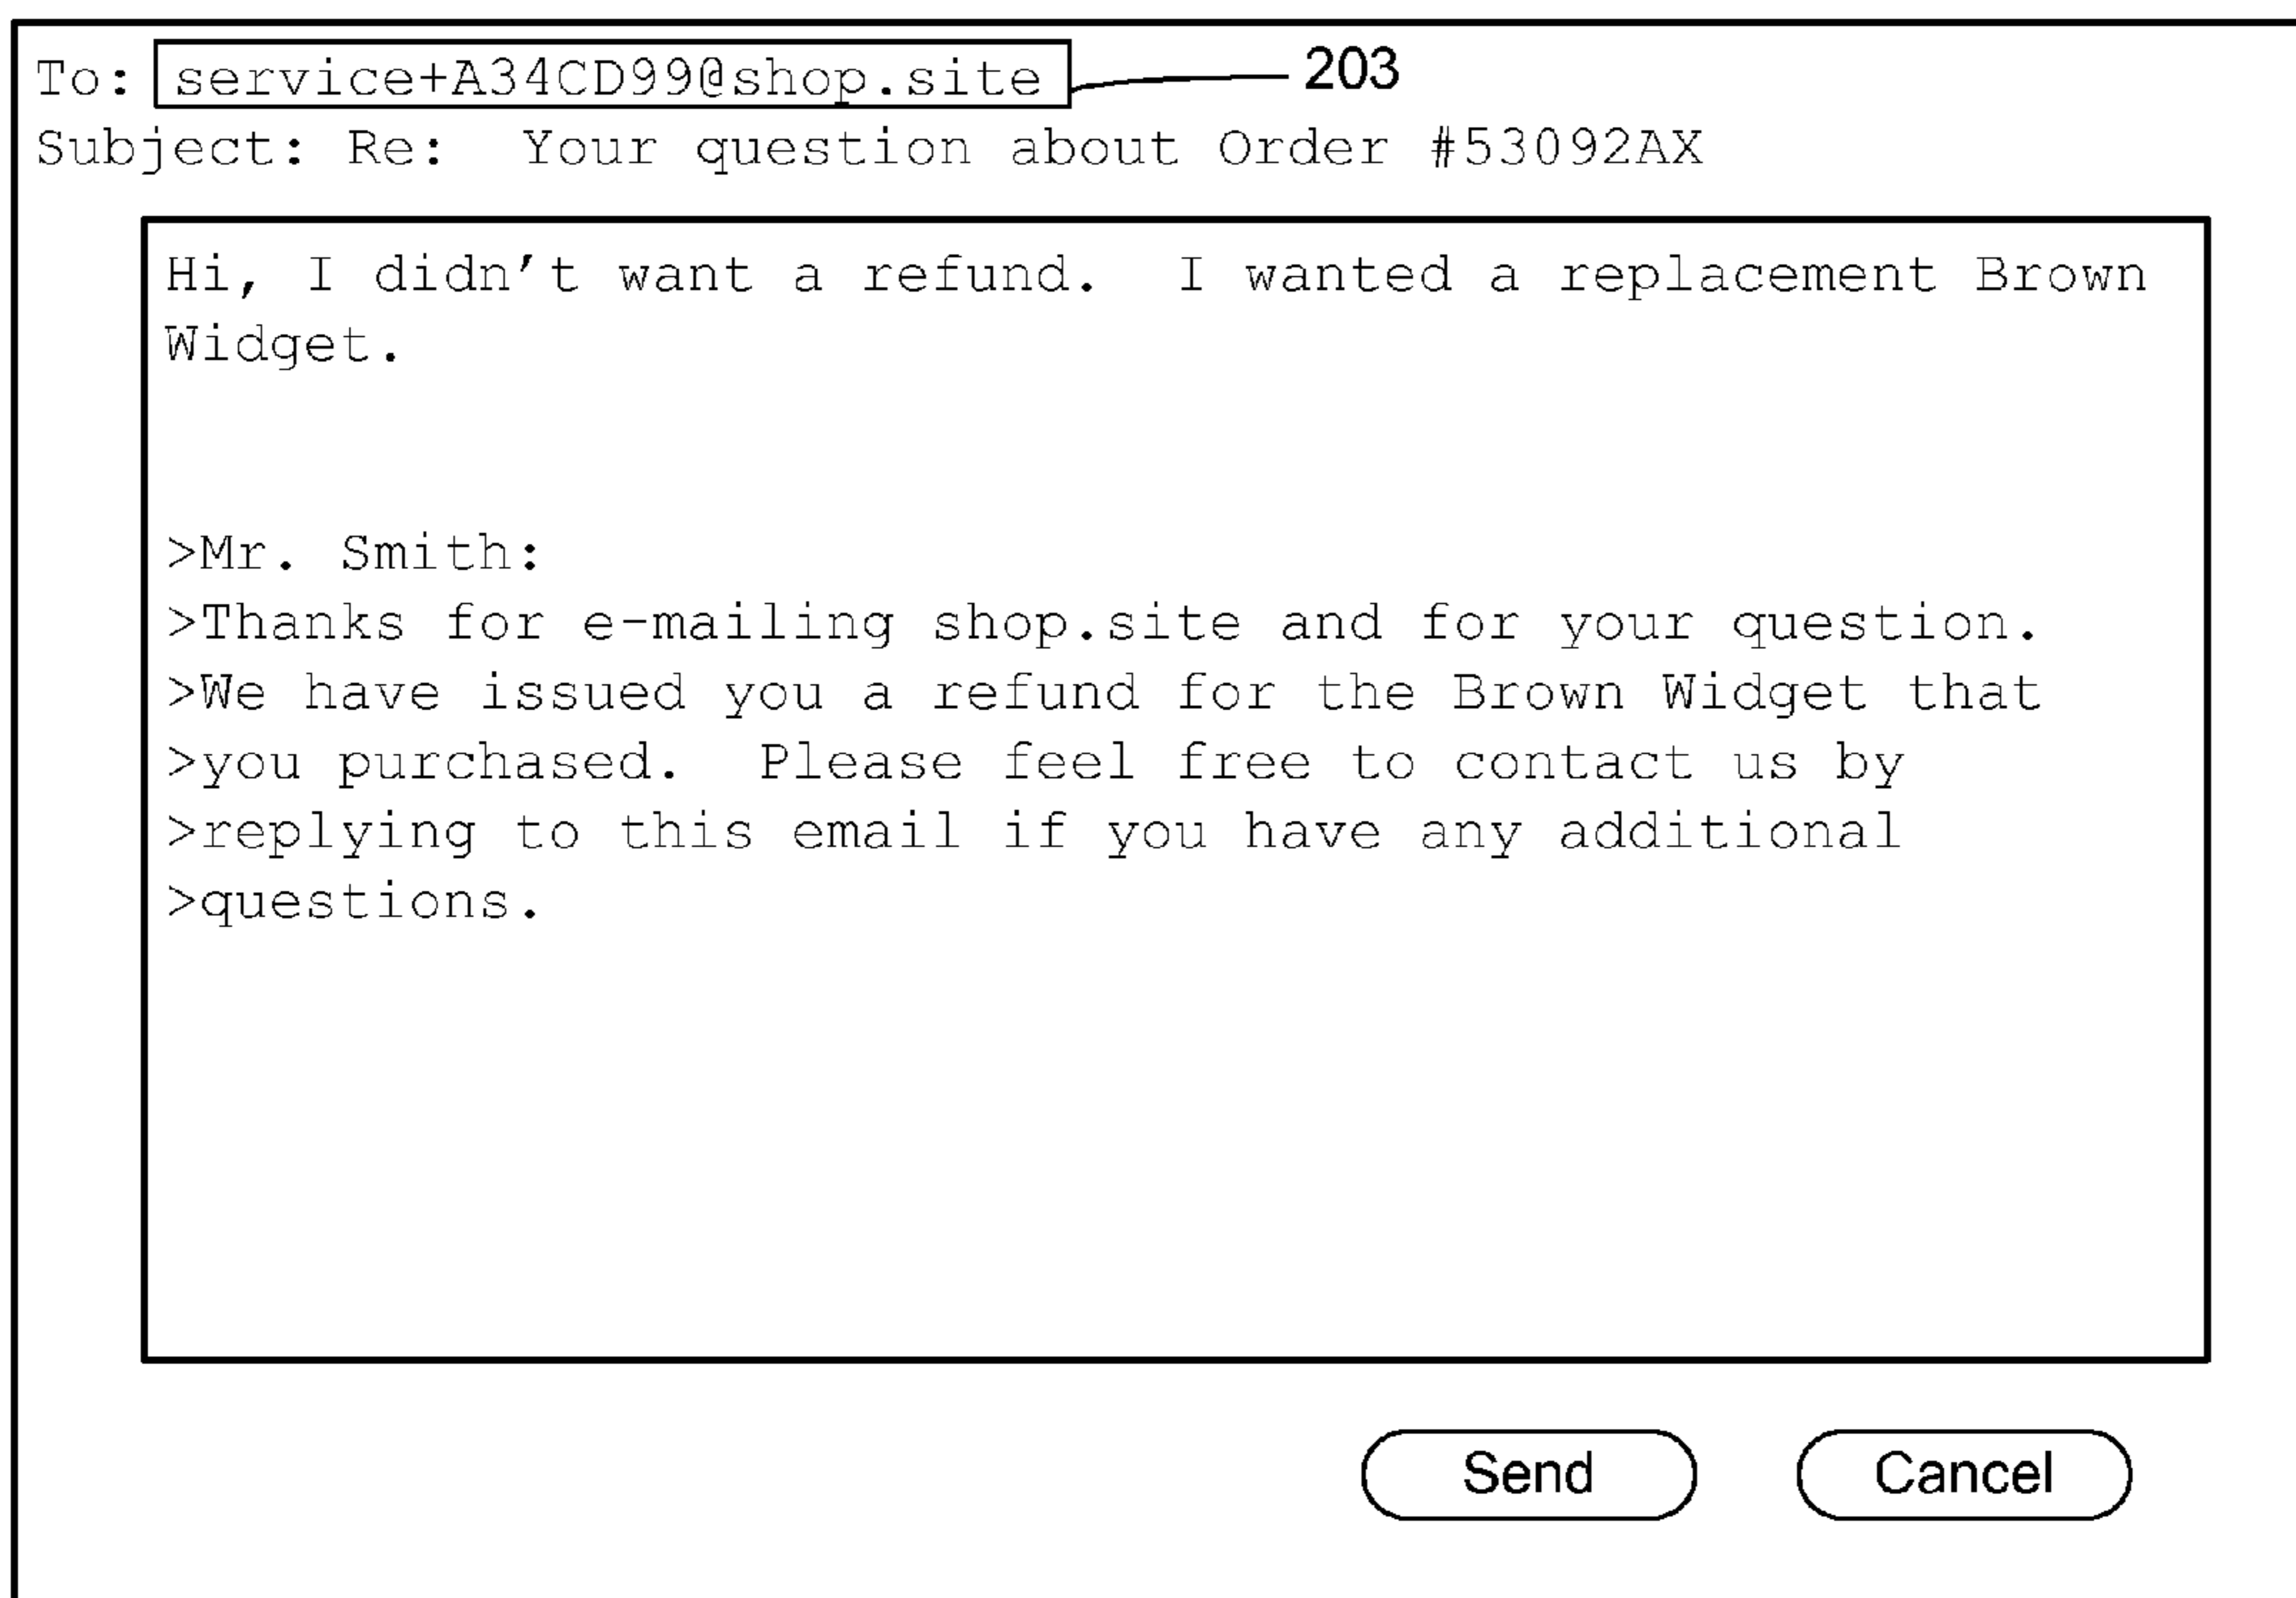 To: service+A34CD99@shop.site 203
Subject: Re:  Your question about Order #53092AX
Hi, I didn't want a refund.  I wanted a replacement Brown
Widget.
>Mr. Smith:
>Thanks for e-mailing shop.site and for your question.
>We have issued you a refund for the Brown Widget that
>you purchased.  Please feel free to contact us by
>replying to this email if you have any additional
>questions.
Send Cancel